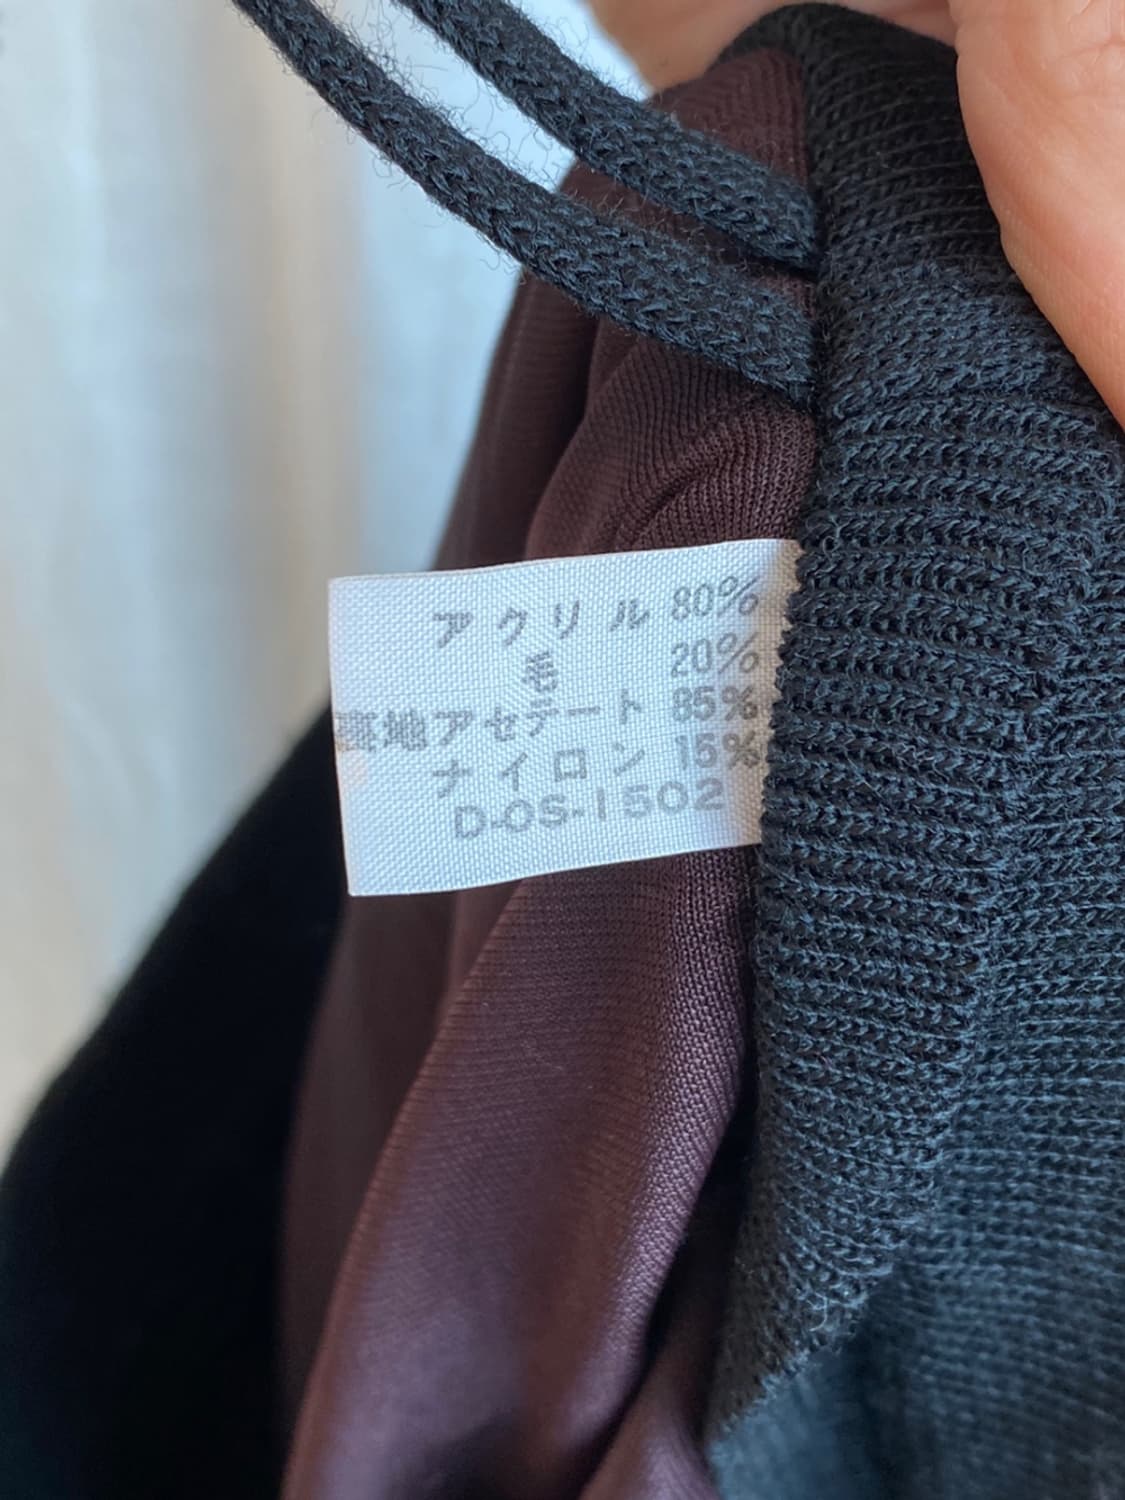 アクリル 80%
毛 20%
裏地アセテート 85%
ナイロン 15%
D-OS-1502